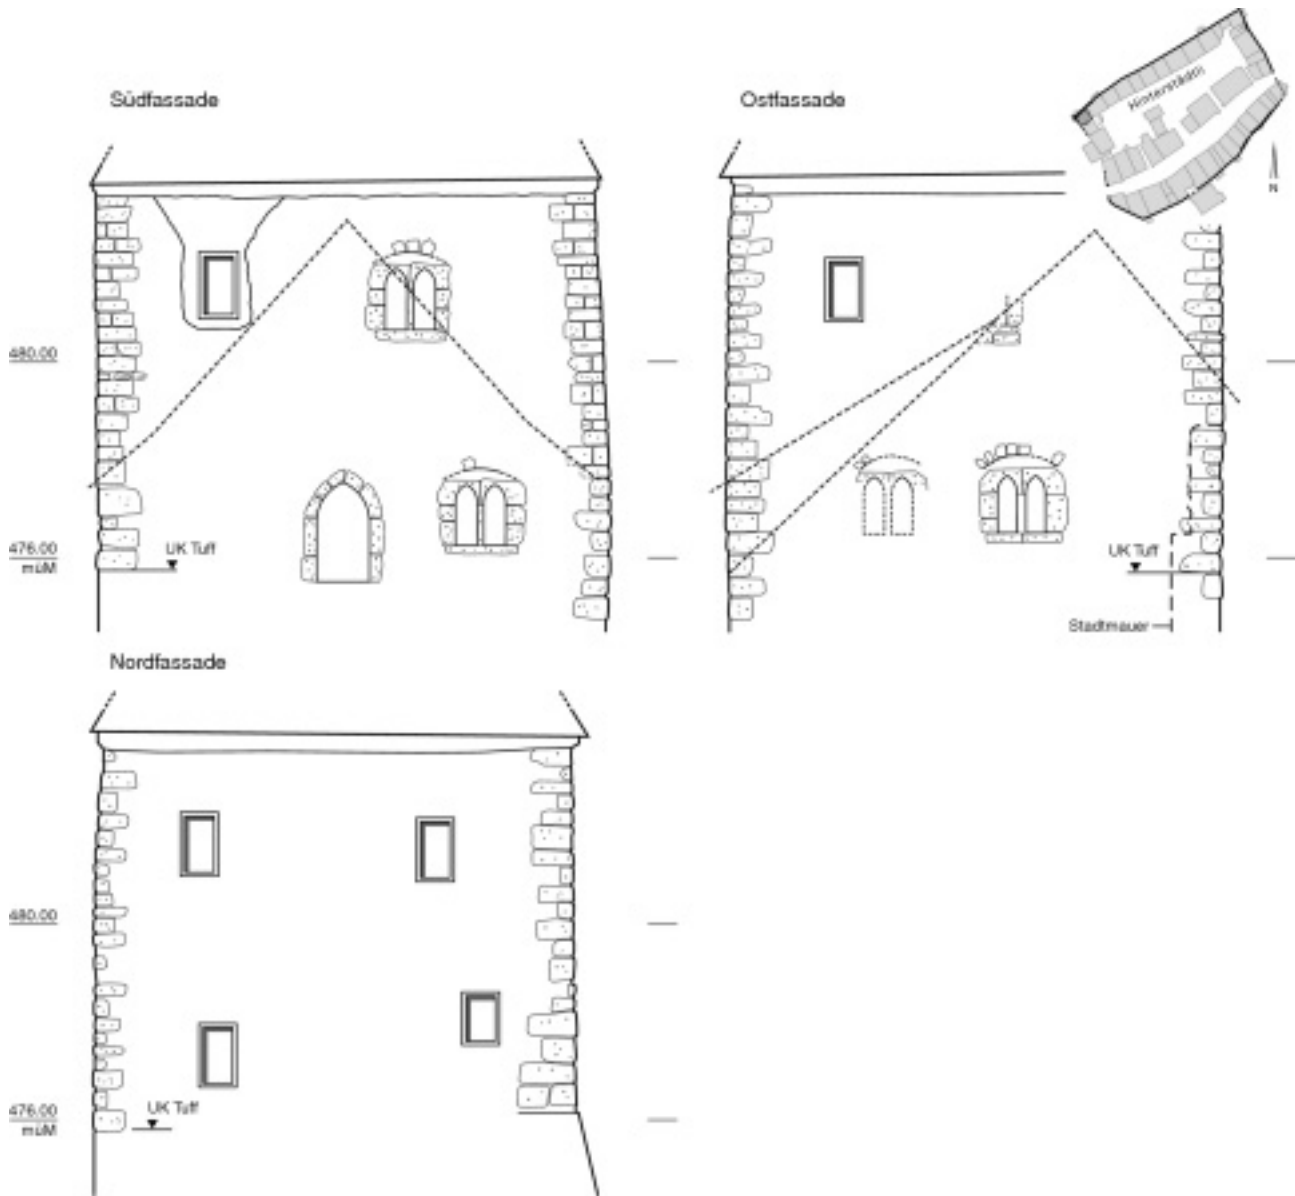 Südfassade
Ostfassade
Hinterstädtli
N
480.00
476.00
müM
UK Tuff
UK Tuff
Stadtmauer
Nordfassade
480.00
476.00
müM
UK Tuff